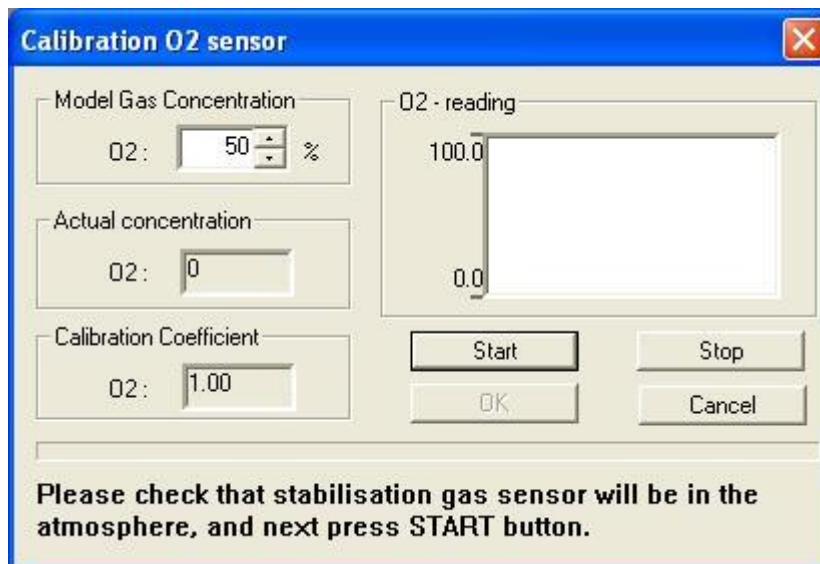 Calibration O2 sensor
Model Gas Concentration
O2 : 50 %
Actual concentration
O2 : 0
Calibration Coefficient
O2 : 1.00
O2 - reading
100.0
0.0
Start Stop
OK Cancel
Please check that stabilisation gas sensor will be in the
atmosphere, and next press START button.